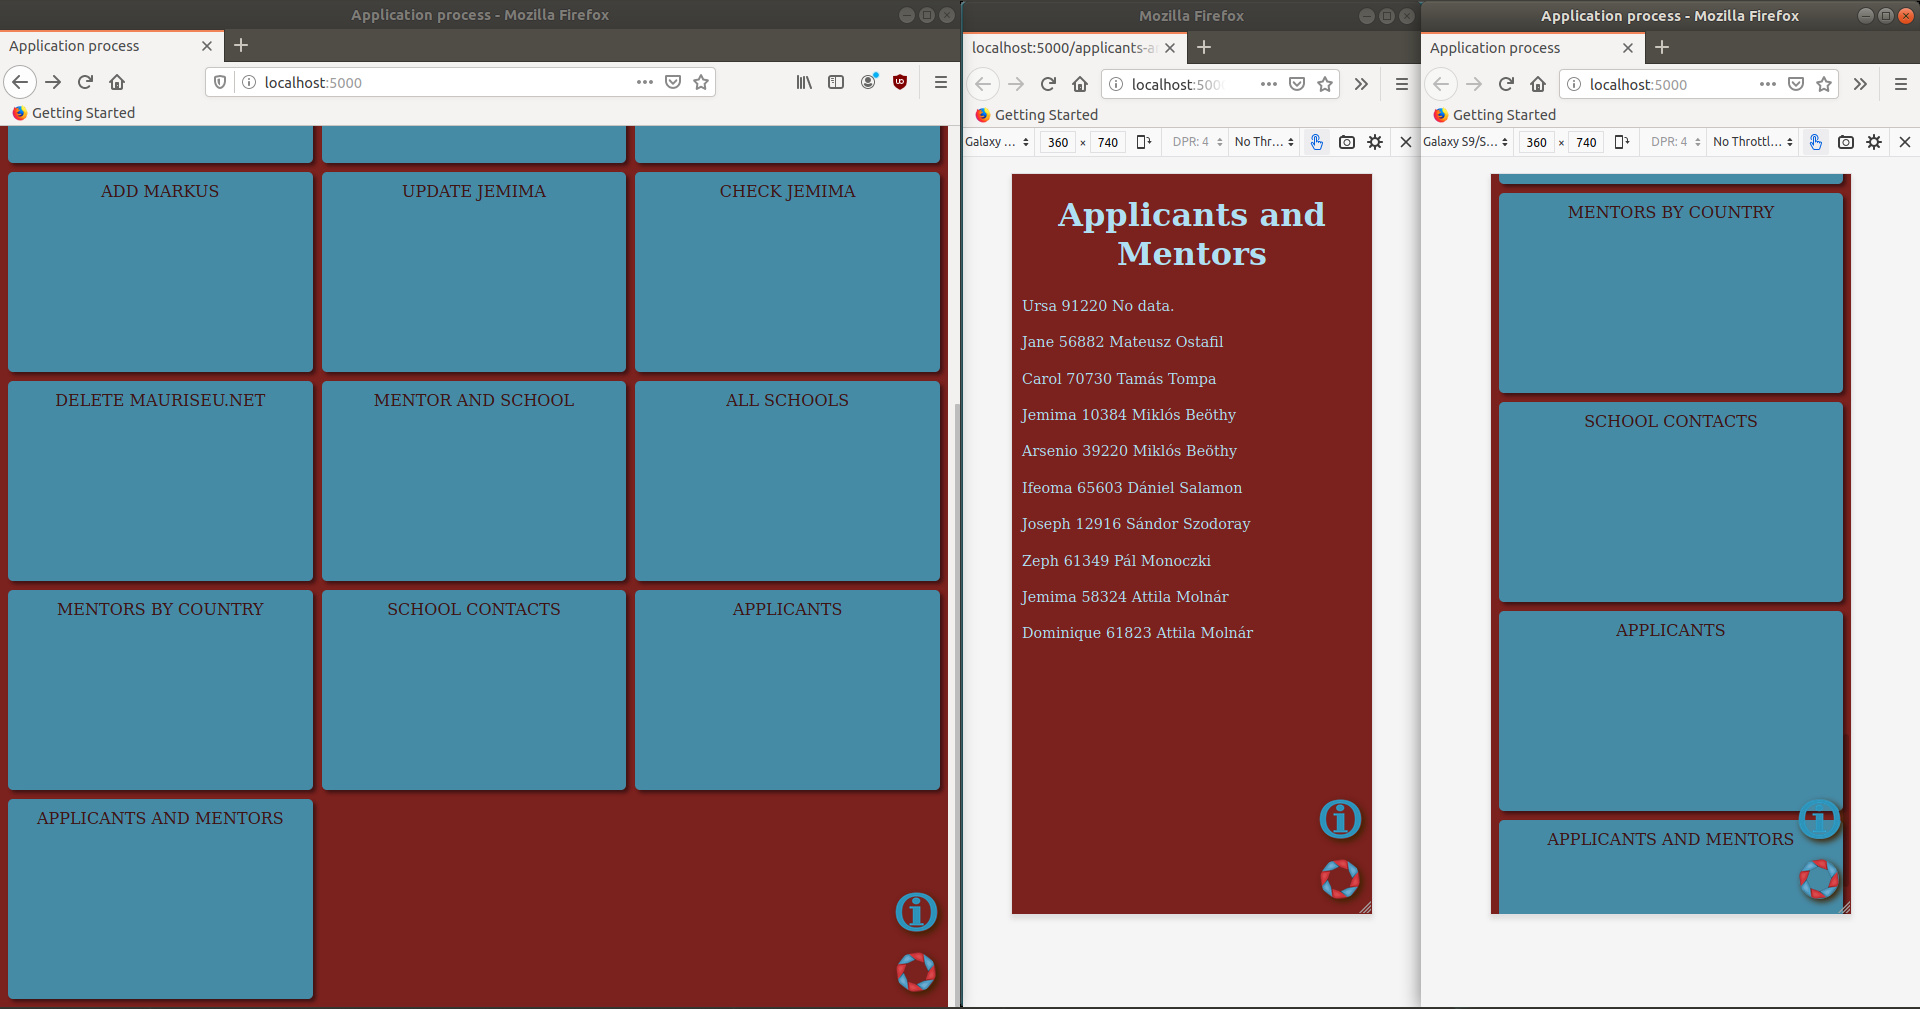 Application process - Mozilla Firefox
Application process
localhost:5000
Getting Started
ADD MARKUS
UPDATE JEMIMA
CHECK JEMIMA
DELETE MAURISEU.NET
MENTOR AND SCHOOL
ALL SCHOOLS
MENTORS BY COUNTRY
SCHOOL CONTACTS
APPLICANTS
APPLICANTS AND MENTORS
Mozilla Firefox
localhost:5000/applicants-a
localhost:500
Getting Started
Galaxy ... 360 × 740 DPR: 4 No Thr...
Applicants and
Mentors
Ursa 91220 No data.
Jane 56882 Mateusz Ostafil
Carol 70730 Tamás Tompa
Jemima 10384 Miklós Beöthy
Arsenio 39220 Miklós Beöthy
Ifeoma 65603 Dániel Salamon
Joseph 12916 Sándor Szodoray
Zeph 61349 Pál Monoczki
Jemima 58324 Attila Molnár
Dominique 61823 Attila Molnár
Application process - Mozilla Firefox
Application process
localhost:5000
Getting Started
Galaxy S9/S... 360 × 740 DPR: 4 No Throttl...
MENTORS BY COUNTRY
SCHOOL CONTACTS
APPLICANTS
APPLICANTS AND MENTORS